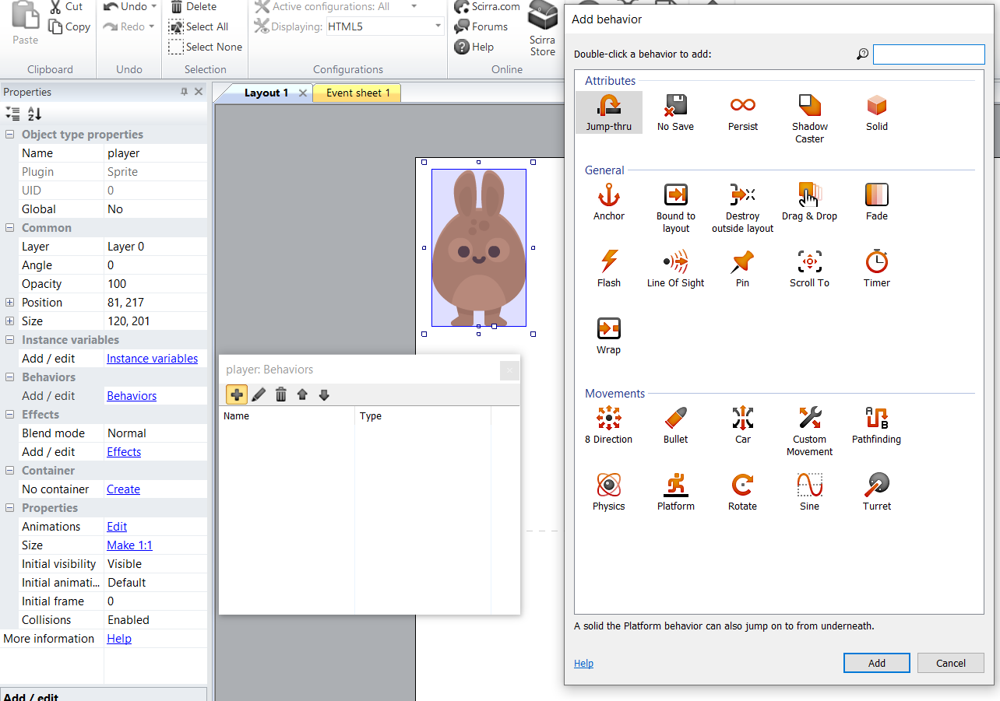 Cut
Copy
Paste
Clipboard
Undo
Redo
Undo
Delete
Select All
Select None
Selection
Active configurations: All
Displaying: HTML5
Configurations
Scirra.com
Forums
Help
Scirra
Store
Online
Properties
Object type properties
Name player
Plugin Sprite
UID 0
Global No
Common
Layer Layer 0
Angle 0
Opacity 100
Position 81, 217
Size 120, 201
Instance variables
Add / edit Instance variables
Behaviors
Add / edit Behaviors
Effects
Blend mode Normal
Add / edit Effects
Container
No container Create
Properties
Animations Edit
Size Make 1:1
Initial visibility Visible
Initial animati... Default
Initial frame 0
Collisions Enabled
More information Help
Add / edit
Layout 1
Event sheet 1
player: Behaviors
Name Type
Add behavior
Double-click a behavior to add:
Attributes
Jump-thru
No Save
Persist
Shadow
Caster
Solid
General
Anchor
Bound to
layout
Destroy
outside layout
Drag & Drop
Fade
Flash
Line Of Sight
Pin
Scroll To
Timer
Wrap
Movements
8 Direction
Bullet
Car
Custom
Movement
Pathfinding
Physics
Platform
Rotate
Sine
Turret
A solid the Platform behavior can also jump on to from underneath.
Help
Add
Cancel